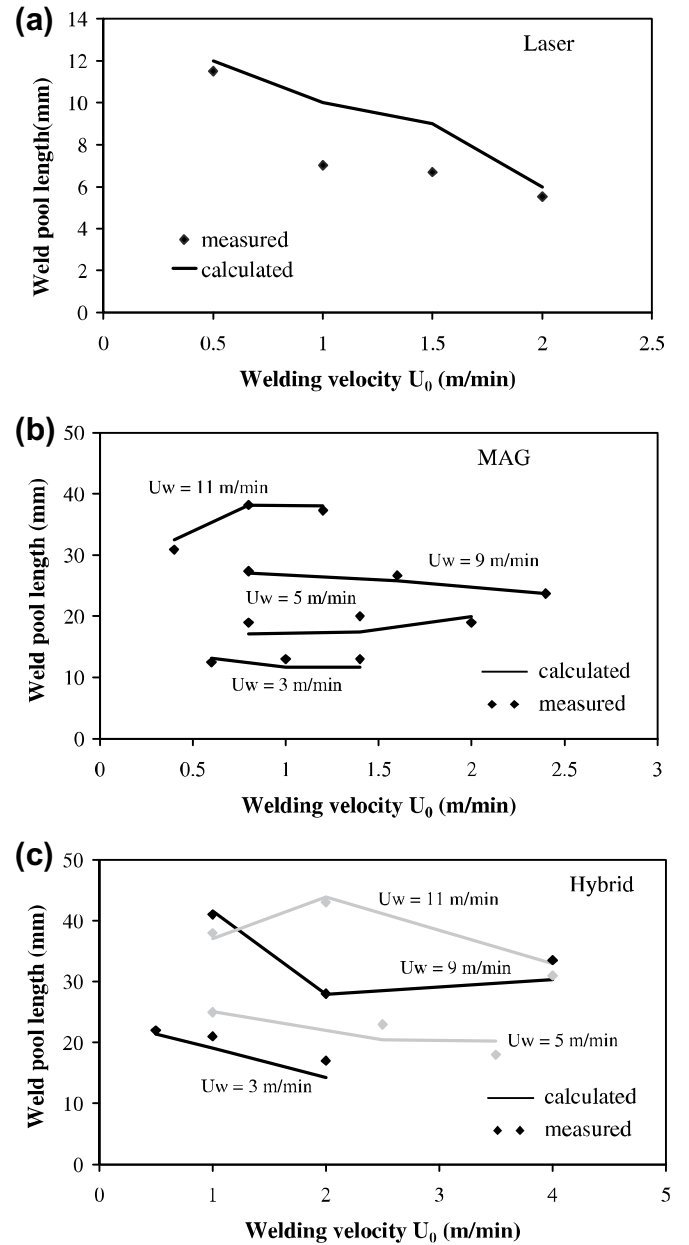 (a)
14
Laser
12
10
8
6
4
2
0
measured
calculated
Weld pool length(mm)
0 0.5 1 1.5 2 2.5
Welding velocity U₀ (m/min)
(b)
50
MAG
40
30
20
10
0
Uw = 11 m/min
Uw = 9 m/min
Uw = 5 m/min
Uw = 3 m/min
calculated
measured
Weld pool length (mm)
0 0.5 1 1.5 2 2.5 3
Welding velocity U₀ (m/min)
(c)
50
Hybrid
40
30
20
10
0
Uw = 11 m/min
Uw = 9 m/min
Uw = 5 m/min
Uw = 3 m/min
calculated
measured
Weld pool length (mm)
0 1 2 3 4 5
Welding velocity U₀ (m/min)